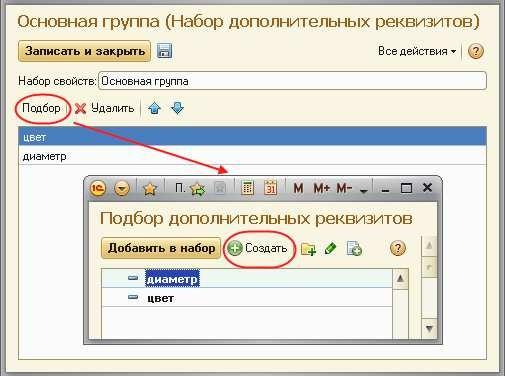 Основная группа (Набор дополнительных реквизитов)
Записать и закрыть Все действия ?
Набор свойств: Основная группа
Подбор Удалить
цвет
диаметр
1С П. 31 M M+ M-
Подбор дополнительных реквизитов
Добавить в набор Создать ?
диаметр
цвет